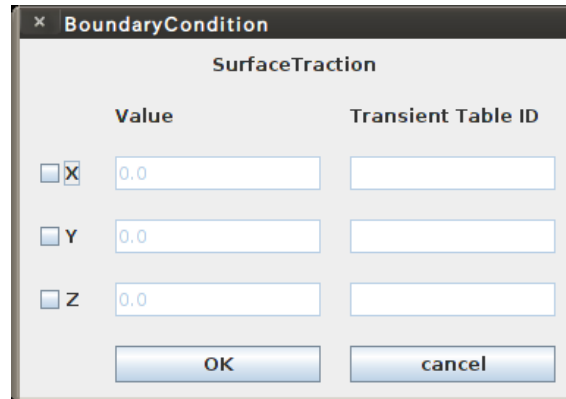 × BoundaryCondition
SurfaceTraction
Value Transient Table ID
X 0.0
Y 0.0
Z 0.0
OK cancel